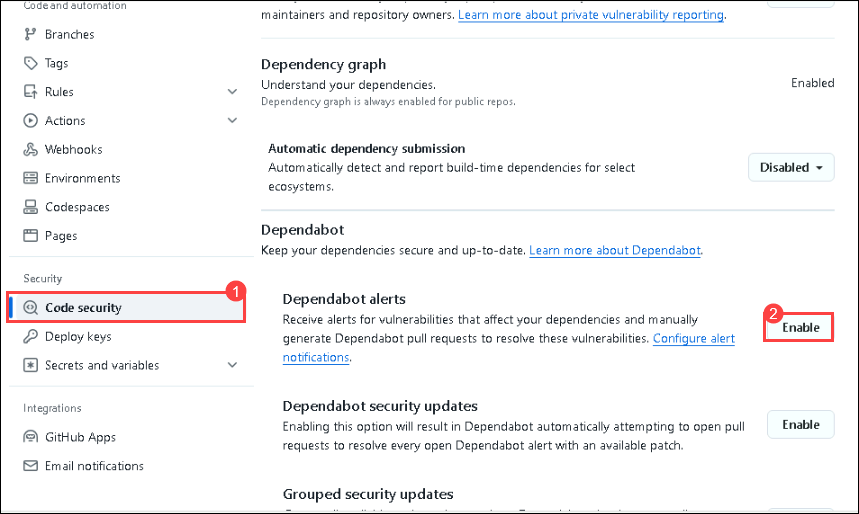 Code and automation
Branches
Tags
Rules
Actions
Webhooks
Environments
Codespaces
Pages
Security
1
Code security
Deploy keys
Secrets and variables
Integrations
GitHub Apps
Email notifications
maintainers and repository owners. Learn more about private vulnerability reporting.
Dependency graph
Understand your dependencies.
Dependency graph is always enabled for public repos.
Enabled
Automatic dependency submission
Automatically detect and report build-time dependencies for select
ecosystems.
Disabled
Dependabot
Keep your dependencies secure and up-to-date. Learn more about Dependabot.
Dependabot alerts
Receive alerts for vulnerabilities that affect your dependencies and manually
generate Dependabot pull requests to resolve these vulnerabilities. Configure alert
notifications.
2
Enable
Dependabot security updates
Enabling this option will result in Dependabot automatically attempting to open pull
requests to resolve every open Dependabot alert with an available patch.
Enable
Grouped security updates